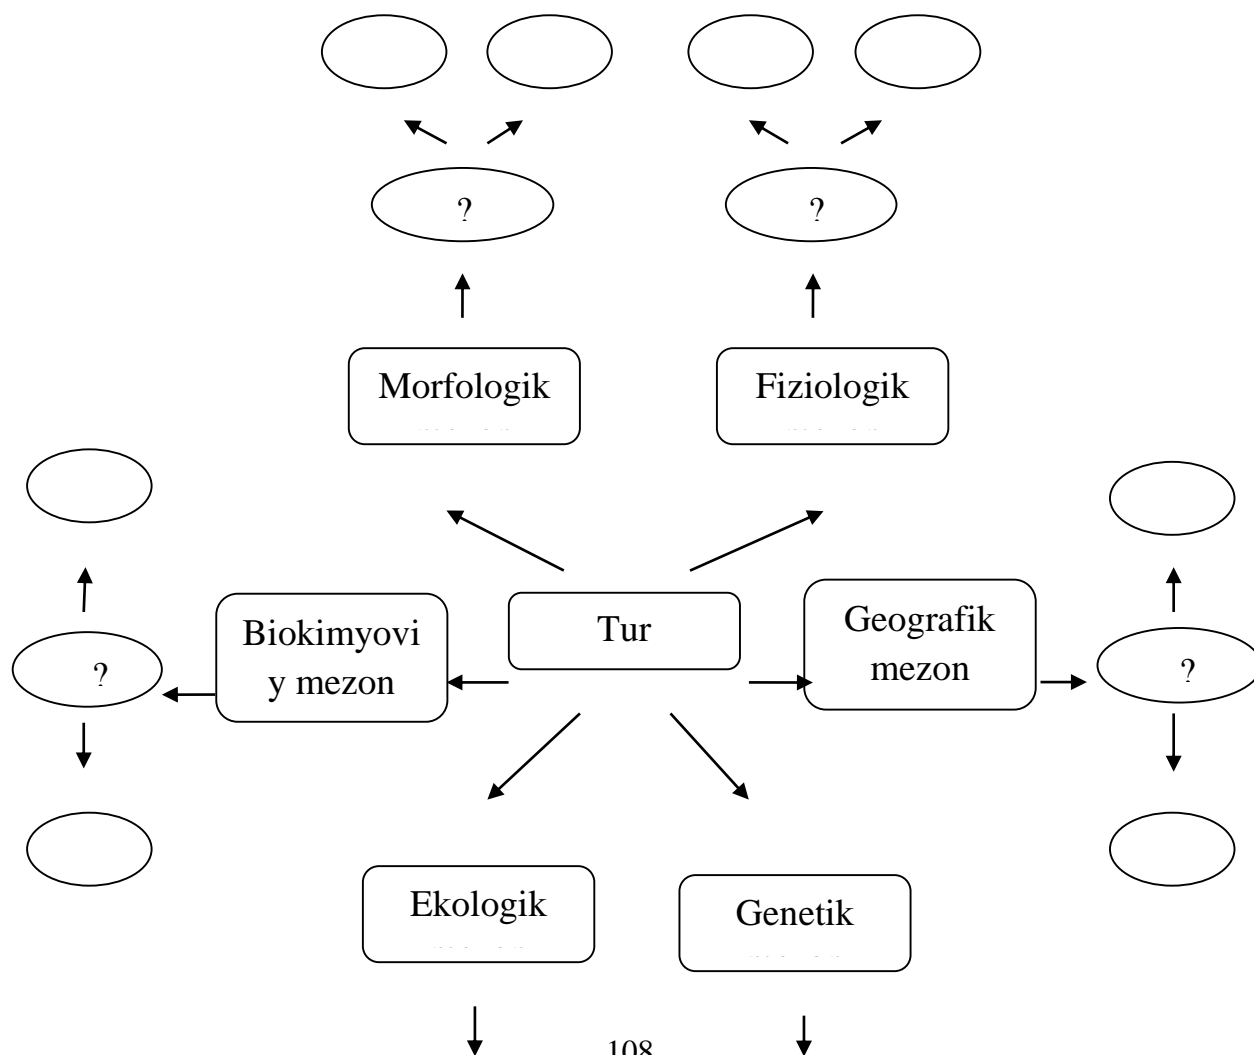 ?
?
Morfologik
Fiziologik
Biokimyovi
y mezon
Tur
Geografik
mezon
?
?
Ekologik
Genetik
108